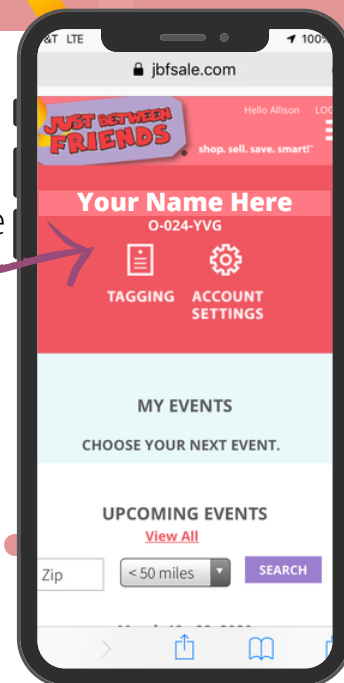 &T LTE 100%
jbfsale.com
Hello Allison LOG
JUST BETWEEN
FRIENDS
shop. sell. save. smart!™
Your Name Here
O-024-YVG
e
TAGGING ACCOUNT
SETTINGS
MY EVENTS
CHOOSE YOUR NEXT EVENT.
UPCOMING EVENTS
View All
Zip < 50 miles SEARCH